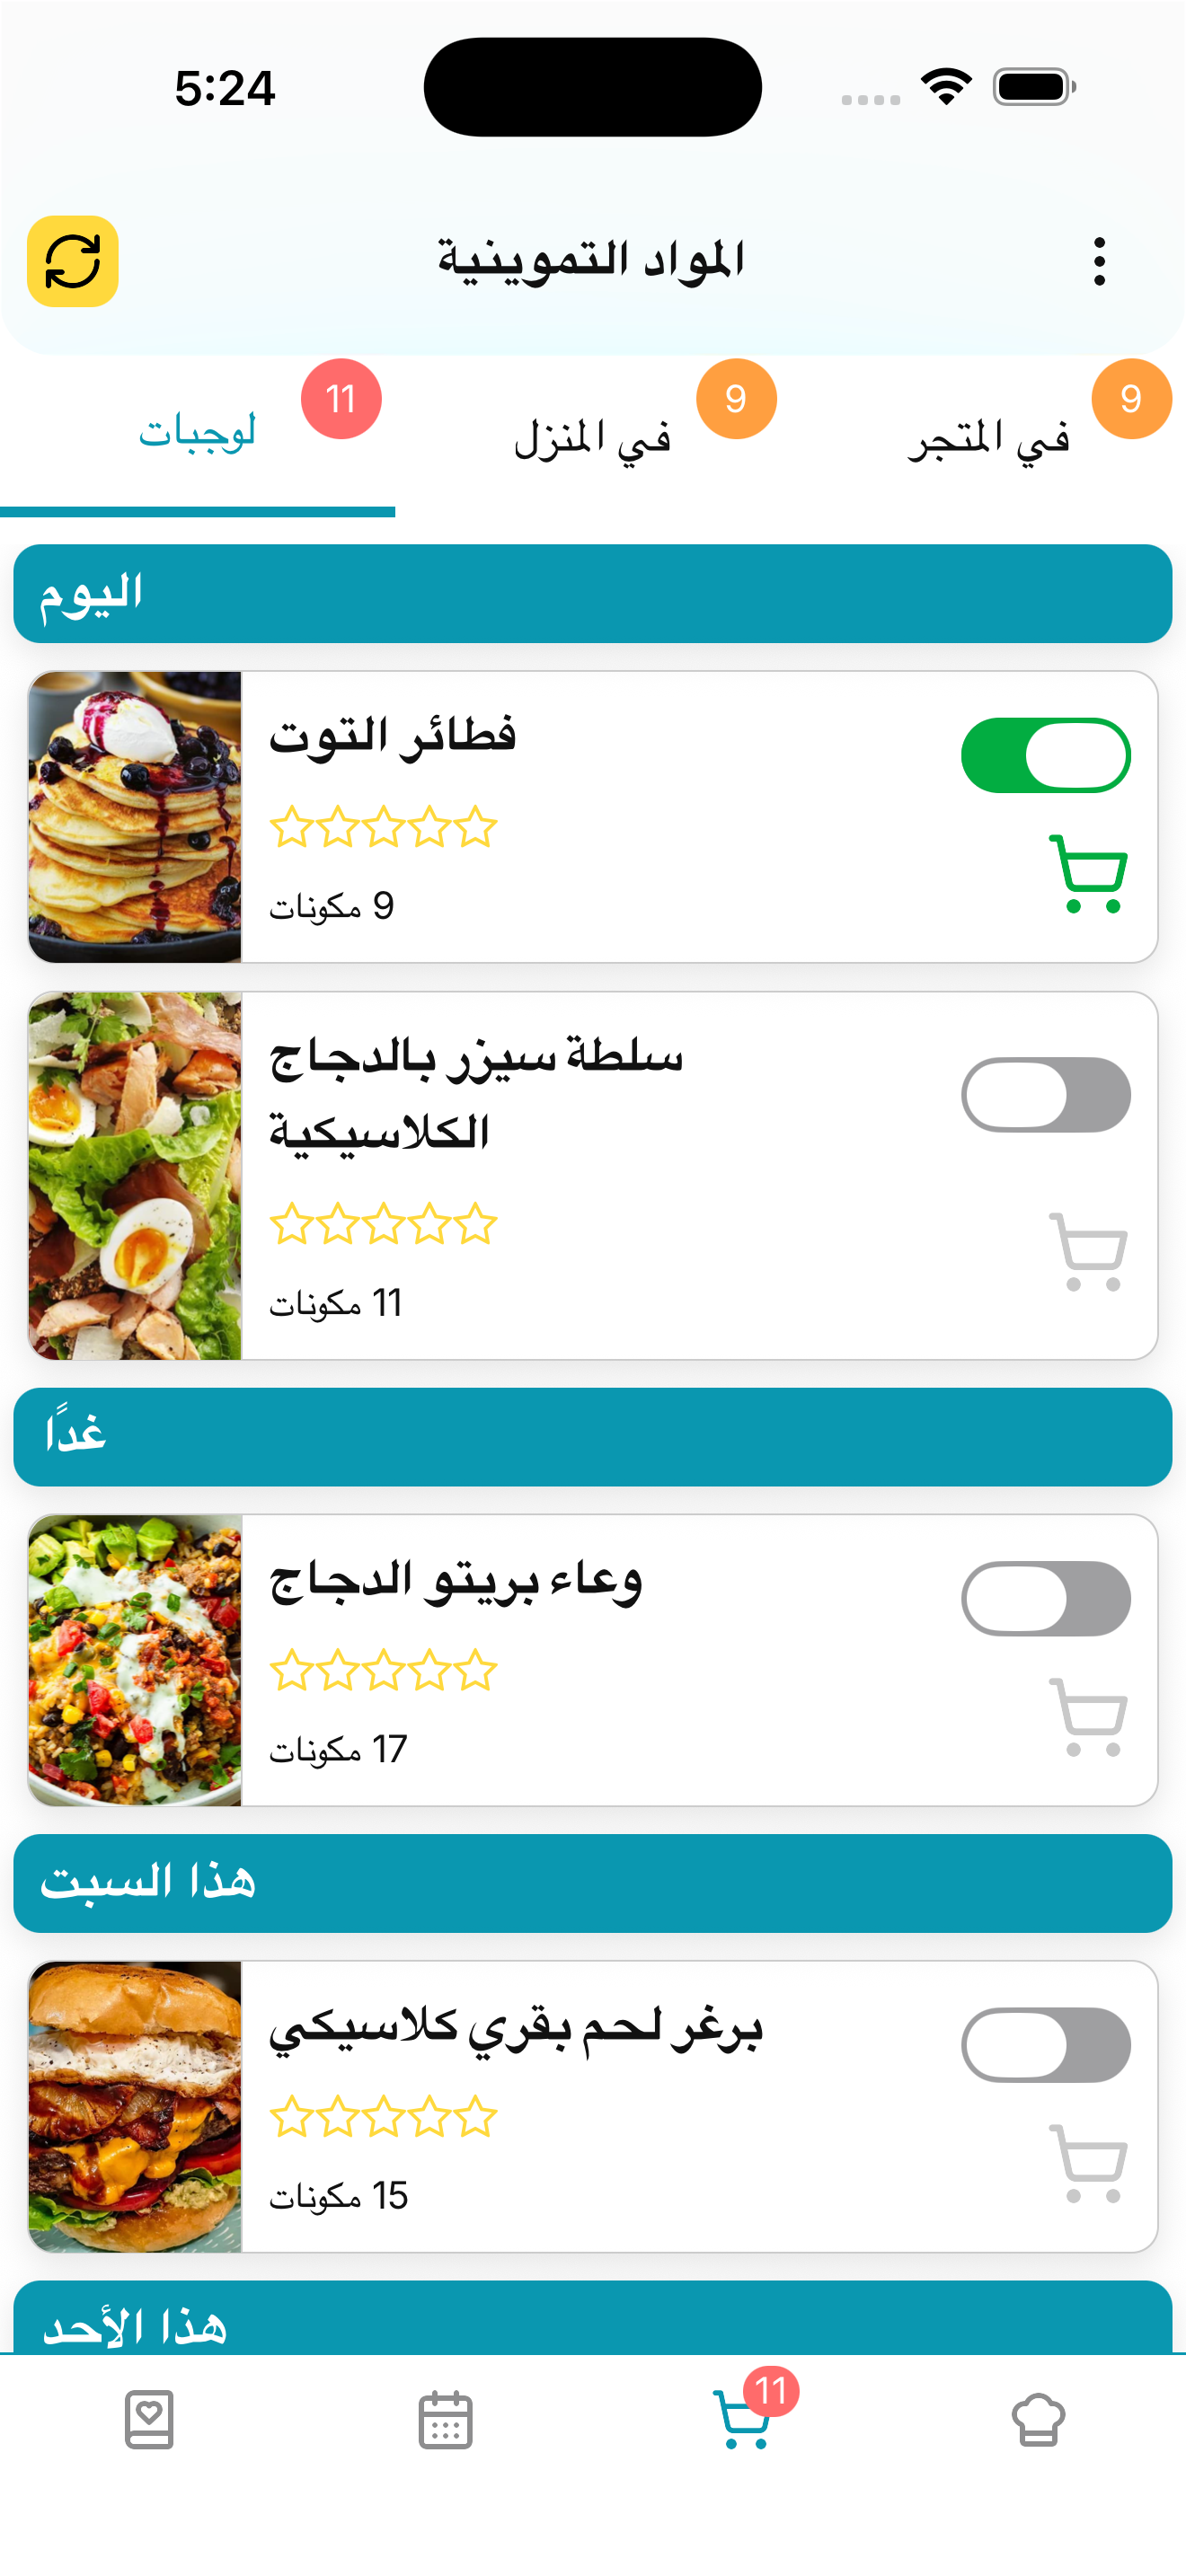 5:24
المواد التموينية
لوجبات
11
في المنزل
9
في المتجر
9
اليوم
فطائر التوت
9 مكونات
سلطة سيزر بالدجاج
الكلاسيكية
11 مكونات
غدًا
وعاء بريتو الدجاج
17 مكونات
هذا السبت
برغر لحم بقري كلاسيكي
15 مكونات
هذا الأحد
11